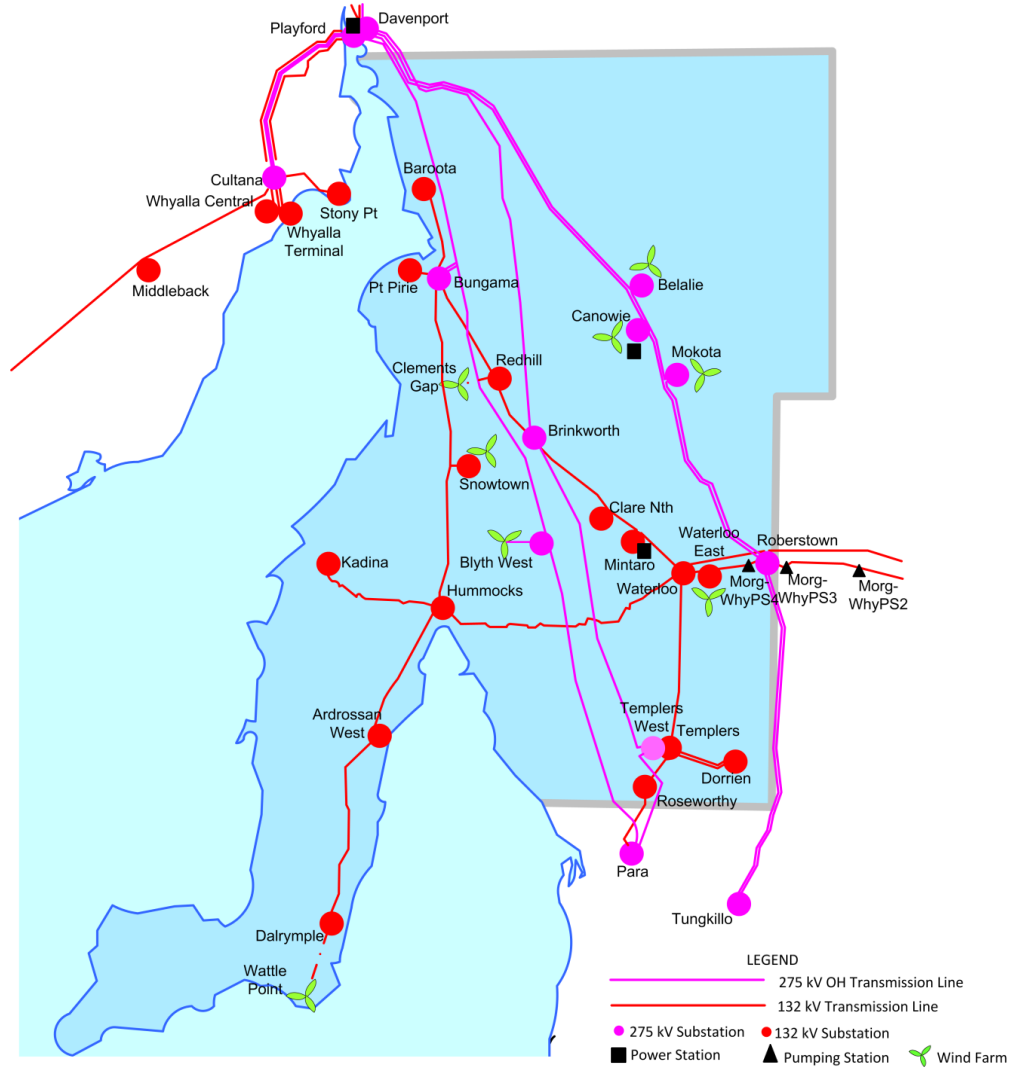 Davenport
Playford
Baroota
Cultana
Whyalla Central
Stony Pt
Whyalla
Terminal
Middleback
Pt Pirie
Bungama
Belalie
Canowie
Mokota
Clements
Gap
Redhill
Brinkworth
Snowtown
Clare Nth
Waterloo
East
Roberstown
Kadina
Blyth West
Mintaro
Waterloo
Morg-
WhyPS4
Morg-
WhyPS3
Morg-
WhyPS2
Hummocks
Ardrossan
West
Templers
West
Templers
Dorrien
Roseworthy
Para
Tungkillo
Dalrymple
Wattle
Point
LEGEND
275 kV OH Transmission Line
132 kV Transmission Line
275 kV Substation
132 kV Substation
Power Station
Pumping Station
Wind Farm